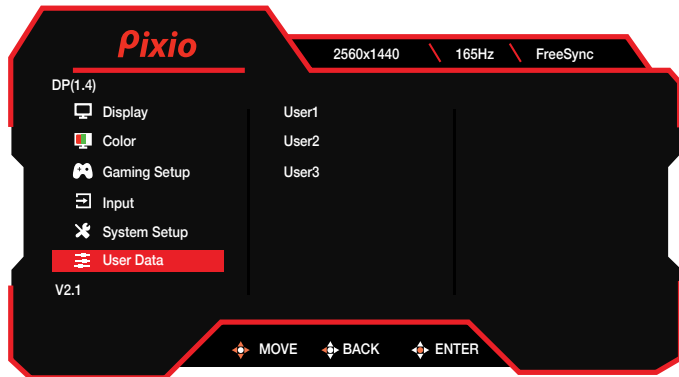 Pixio
2560x1440 \ 165Hz \ FreeSync
DP(1.4)
Display
Color
Gaming Setup
Input
System Setup
User Data
V2.1
User1
User2
User3
MOVE BACK ENTER